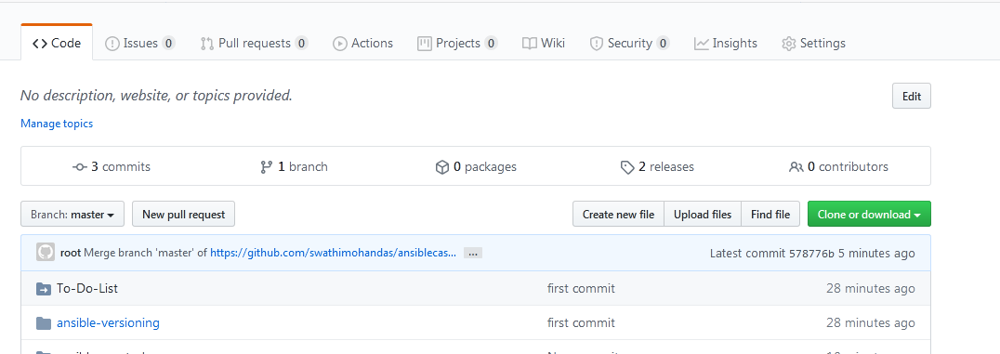 Code Issues 0 Pull requests 0 Actions Projects 0 Wiki Security 0 Insights Settings
No description, website, or topics provided. Edit
Manage topics
3 commits 1 branch 0 packages 2 releases 0 contributors
Branch: master New pull request Create new file Upload files Find file Clone or download
root Merge branch 'master' of https://github.com/swathimohandas/ansiblecas... ... Latest commit 578776b 5 minutes ago
To-Do-List first commit 28 minutes ago
ansible-versioning first commit 28 minutes ago